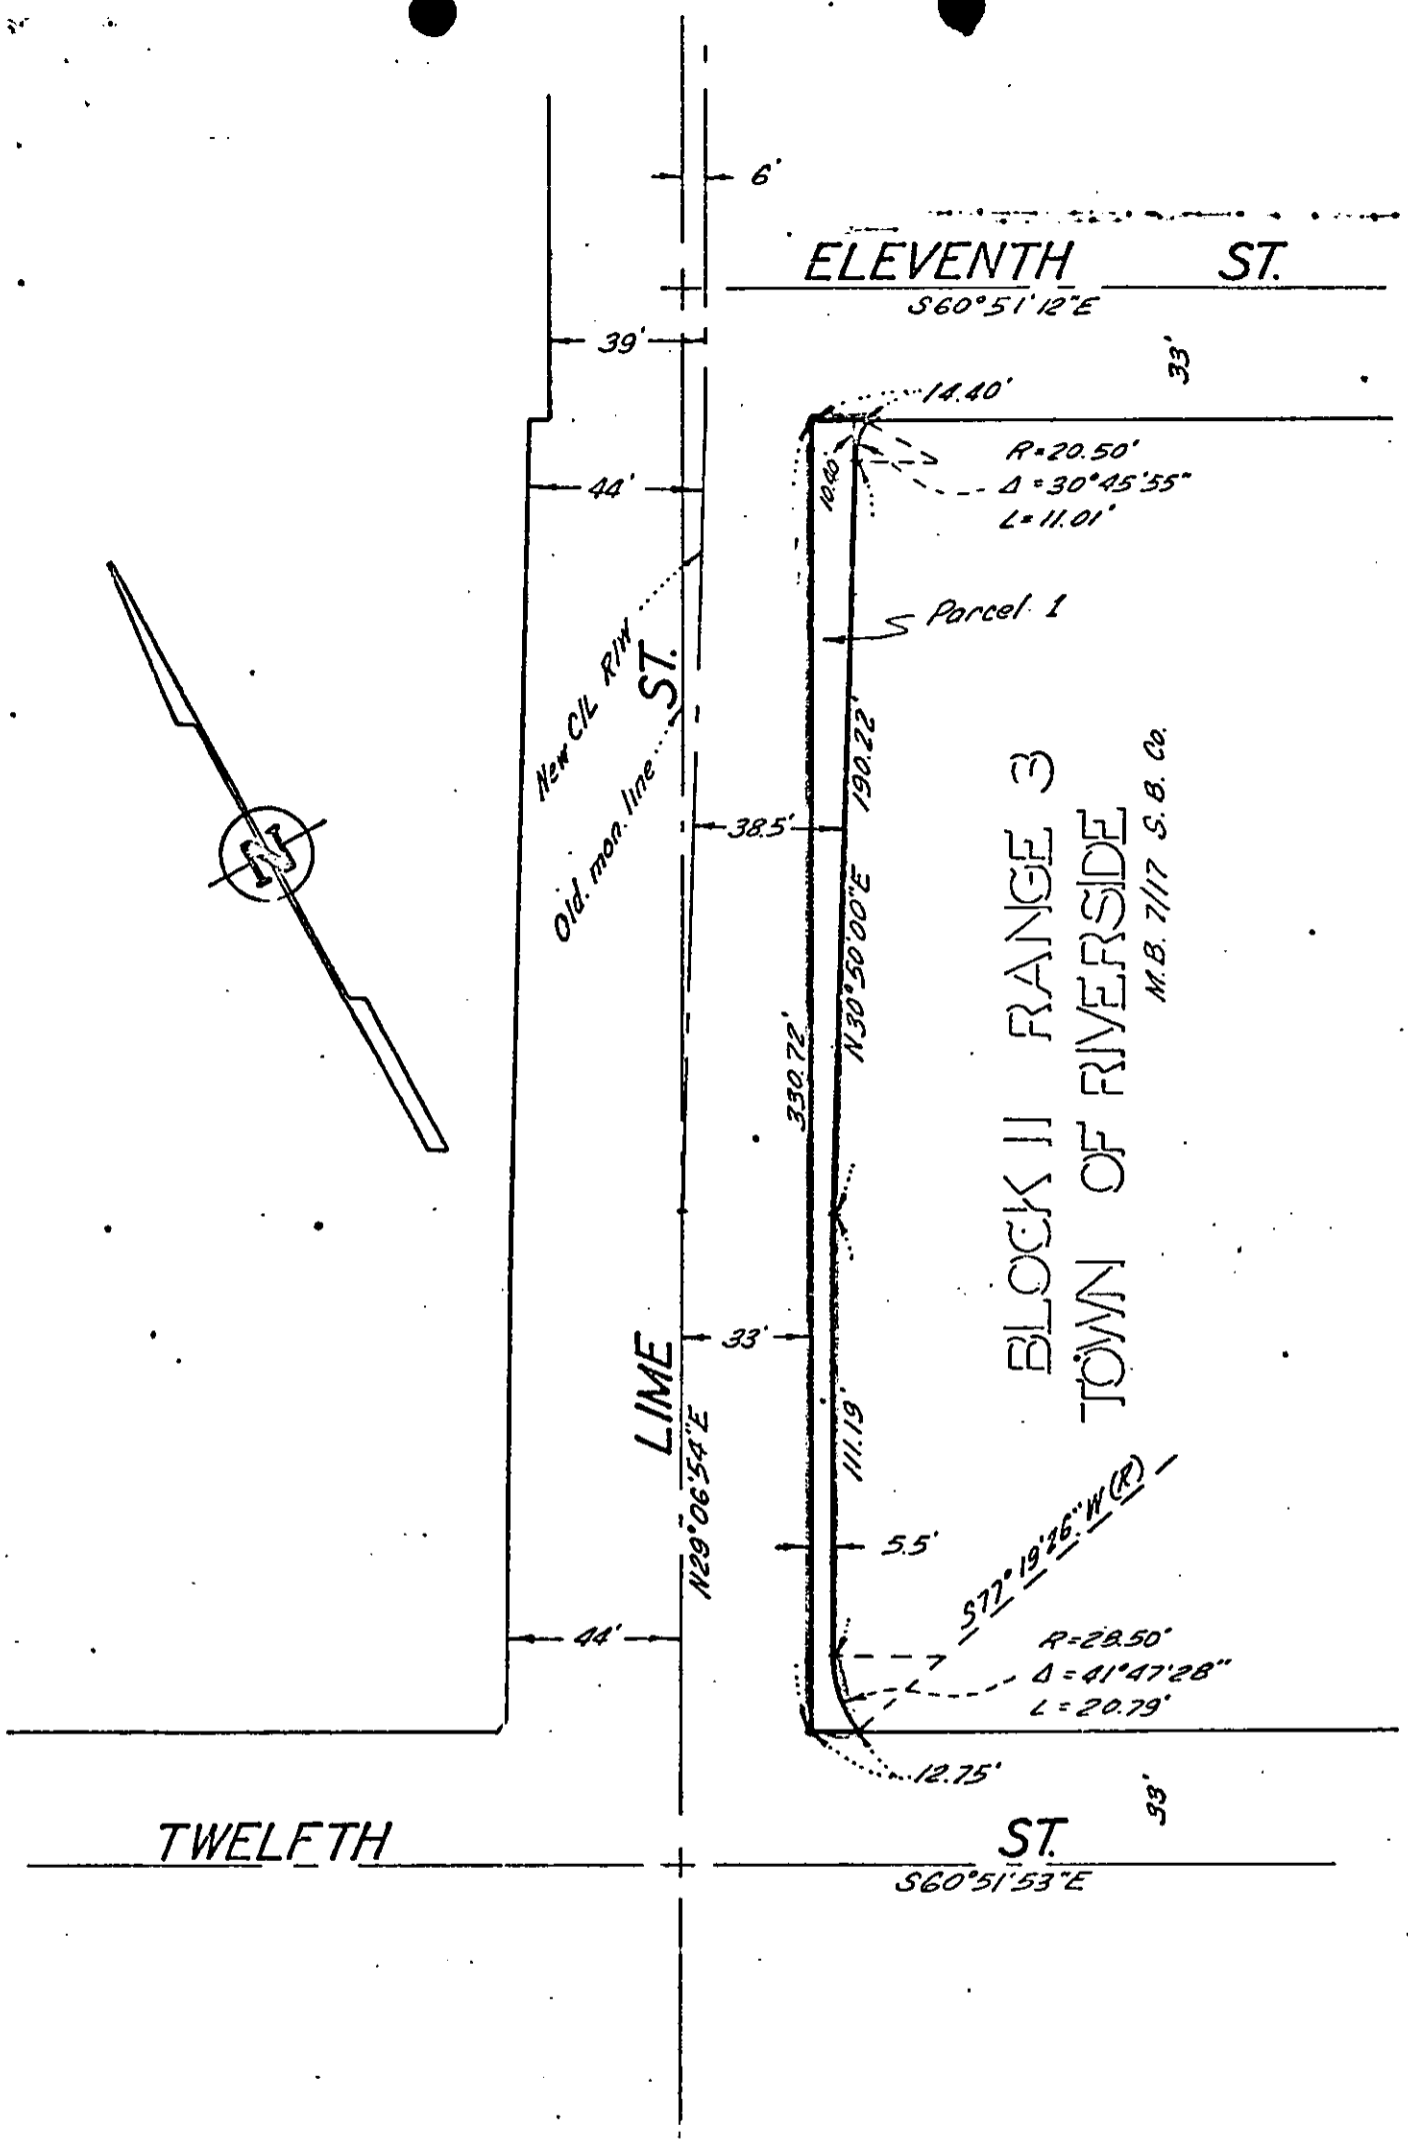 6'
ELEVENTH ST.
S60°51'12"E
39'
33'
14.40'
R=20.50'
Δ=30°45'55"
L=11.01'
10.40'
44'
Parcel 1
New C/L R/W
ST.
Old. mon. line
190.22'
38.5'
N30°50'00"E
330.72'
BLOCK 11 RANGE 3
TOWN OF RIVERSIDE
M.B. 7/17 S.B. Co.
N
33'
LIME
N29°06'54"E
111.19'
5.5'
S77°19'26"W (R)
44'
R=28.50'
Δ=41°47'28"
L=20.79'
12.75'
33'
TWELFTH ST.
S60°51'53"E